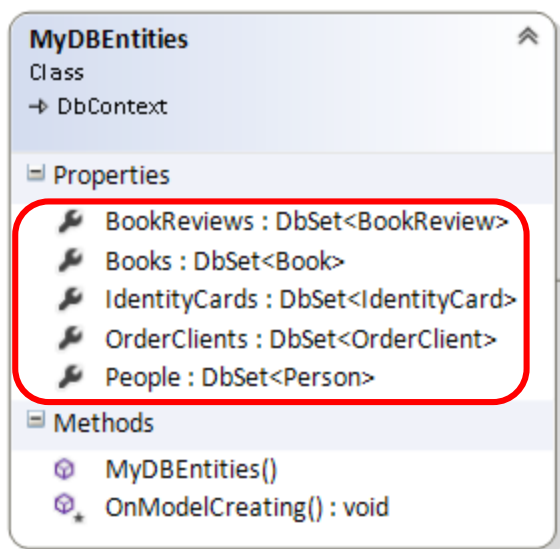 MyDBEntities
Class
DbContext
Properties
BookReviews : DbSet<BookReview>
Books : DbSet<Book>
IdentityCards : DbSet<IdentityCard>
OrderClients : DbSet<OrderClient>
People : DbSet<Person>
Methods
MyDBEntities()
OnModelCreating() : void